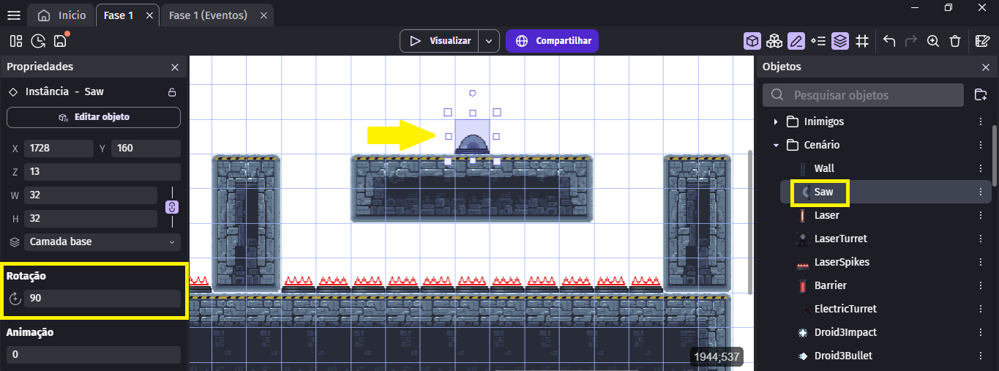 Início
Fase 1
Fase 1 (Eventos)
Visualizar
Compartilhar
Propriedades
Instância - Saw
Editar objeto
X 1728 Y 160
Z 13
W 32
H 32
Camada base
Rotação
90
Animação
0
1944;537
Objetos
Pesquisar objetos
Inimigos
Cenário
Wall
Saw
Laser
LaserTurret
LaserSpikes
Barrier
ElectricTurret
Droid3Impact
Droid3Bullet